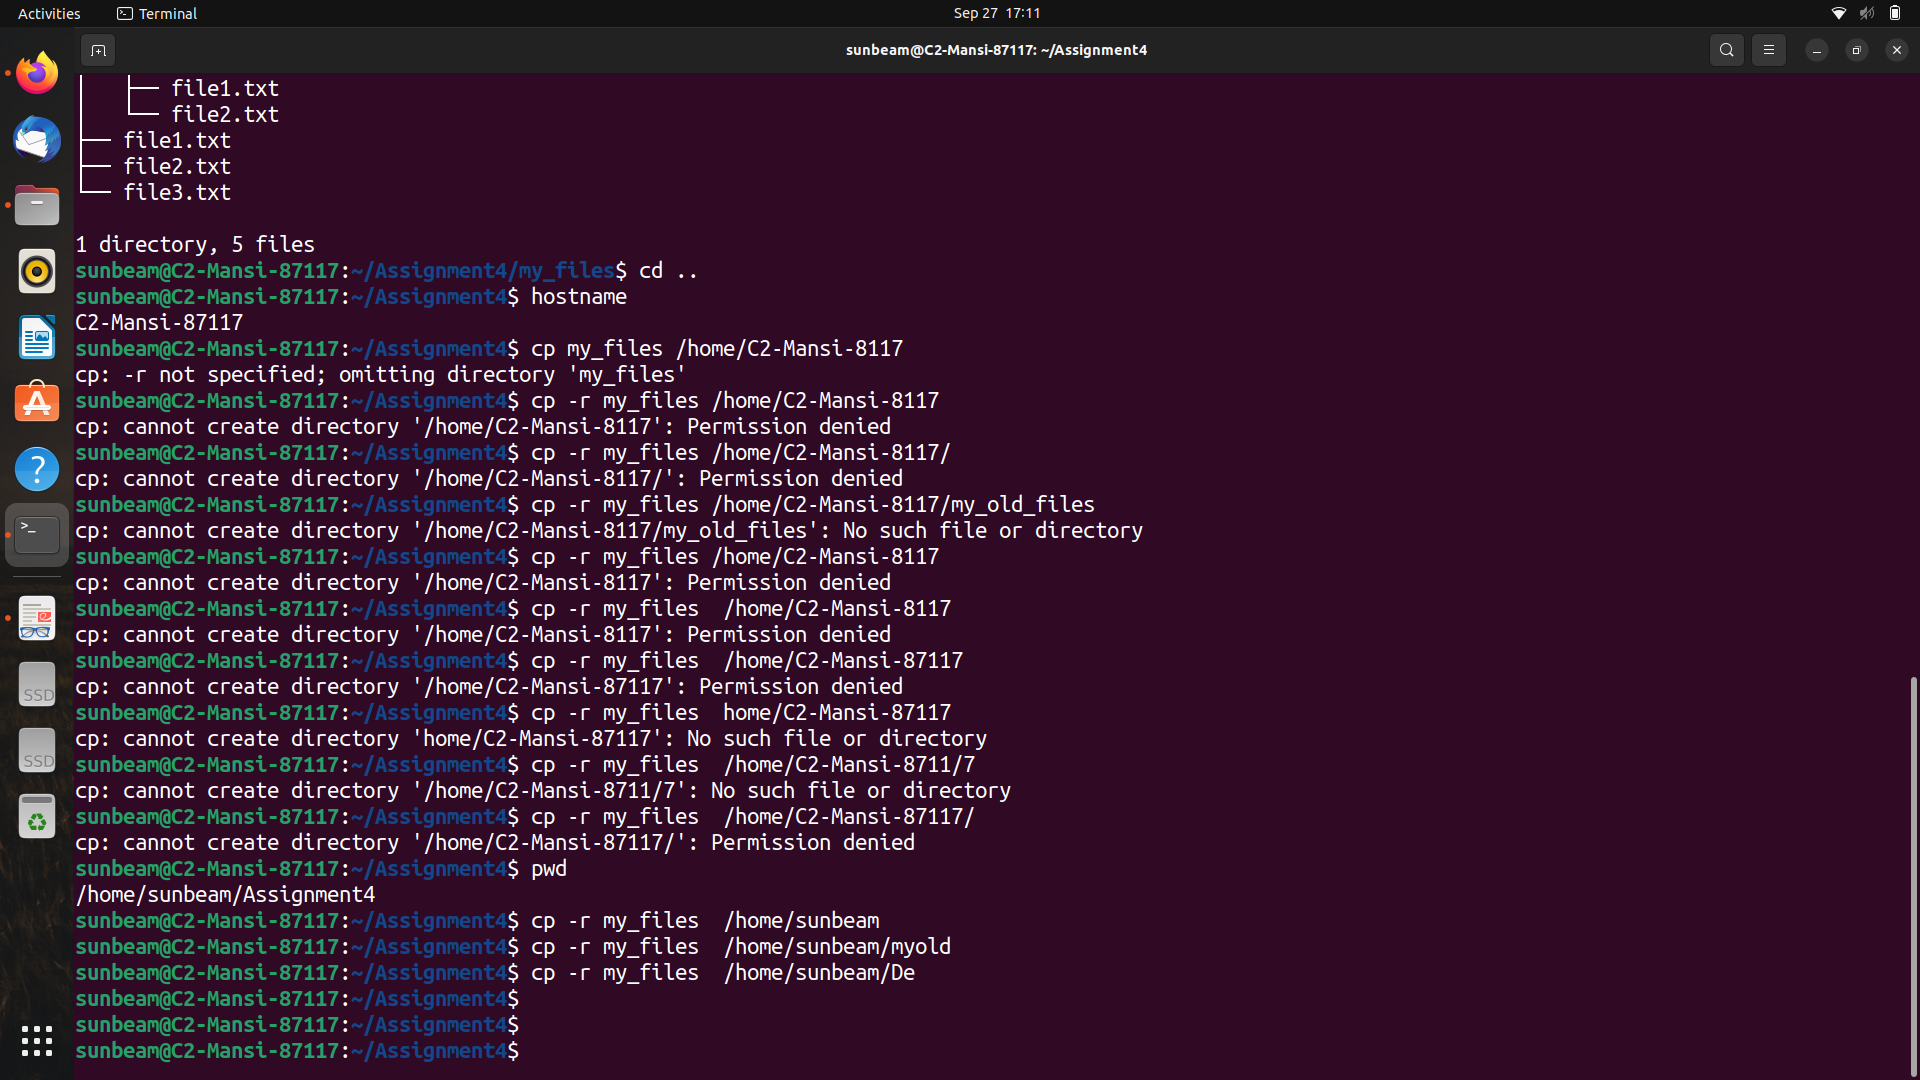 Activities
Terminal
Sep 27 17:11
sunbeam@C2-Mansi-87117: ~/Assignment4
│   ├── file1.txt
│   └── file2.txt
├── file1.txt
├── file2.txt
└── file3.txt
1 directory, 5 files
sunbeam@C2-Mansi-87117:~/Assignment4/my_files$ cd ..
sunbeam@C2-Mansi-87117:~/Assignment4$ hostname
C2-Mansi-87117
sunbeam@C2-Mansi-87117:~/Assignment4$ cp my_files /home/C2-Mansi-8117
cp: -r not specified; omitting directory 'my_files'
sunbeam@C2-Mansi-87117:~/Assignment4$ cp -r my_files /home/C2-Mansi-8117
cp: cannot create directory '/home/C2-Mansi-8117': Permission denied
sunbeam@C2-Mansi-87117:~/Assignment4$ cp -r my_files /home/C2-Mansi-8117/
cp: cannot create directory '/home/C2-Mansi-8117/': Permission denied
sunbeam@C2-Mansi-87117:~/Assignment4$ cp -r my_files /home/C2-Mansi-8117/my_old_files
cp: cannot create directory '/home/C2-Mansi-8117/my_old_files': No such file or directory
sunbeam@C2-Mansi-87117:~/Assignment4$ cp -r my_files /home/C2-Mansi-8117
cp: cannot create directory '/home/C2-Mansi-8117': Permission denied
sunbeam@C2-Mansi-87117:~/Assignment4$ cp -r my_files  /home/C2-Mansi-8117
cp: cannot create directory '/home/C2-Mansi-8117': Permission denied
sunbeam@C2-Mansi-87117:~/Assignment4$ cp -r my_files  /home/C2-Mansi-87117
cp: cannot create directory '/home/C2-Mansi-87117': Permission denied
sunbeam@C2-Mansi-87117:~/Assignment4$ cp -r my_files  home/C2-Mansi-87117
cp: cannot create directory 'home/C2-Mansi-87117': No such file or directory
sunbeam@C2-Mansi-87117:~/Assignment4$ cp -r my_files  /home/C2-Mansi-8711/7
cp: cannot create directory '/home/C2-Mansi-8711/7': No such file or directory
sunbeam@C2-Mansi-87117:~/Assignment4$ cp -r my_files  /home/C2-Mansi-87117/
cp: cannot create directory '/home/C2-Mansi-87117/': Permission denied
sunbeam@C2-Mansi-87117:~/Assignment4$ pwd
/home/sunbeam/Assignment4
sunbeam@C2-Mansi-87117:~/Assignment4$ cp -r my_files  /home/sunbeam
sunbeam@C2-Mansi-87117:~/Assignment4$ cp -r my_files  /home/sunbeam/myold
sunbeam@C2-Mansi-87117:~/Assignment4$ cp -r my_files  /home/sunbeam/De
sunbeam@C2-Mansi-87117:~/Assignment4$
sunbeam@C2-Mansi-87117:~/Assignment4$
sunbeam@C2-Mansi-87117:~/Assignment4$
SSD
SSD